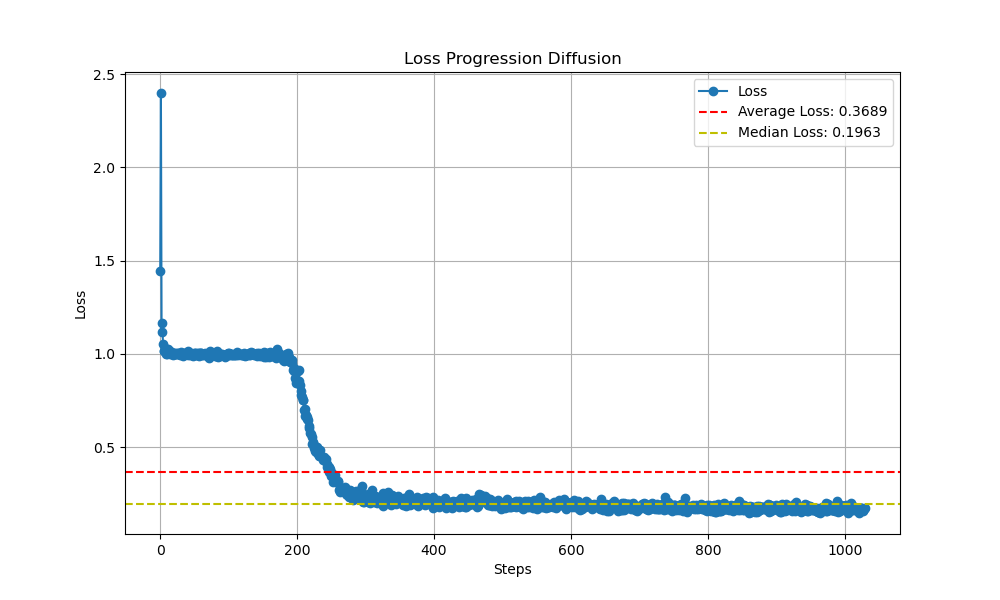 Loss Progression Diffusion
Loss
Average Loss: 0.3689
Median Loss: 0.1963
2.5
2.0
1.5
1.0
0.5
Loss
0
200
400
600
800
1000
Steps